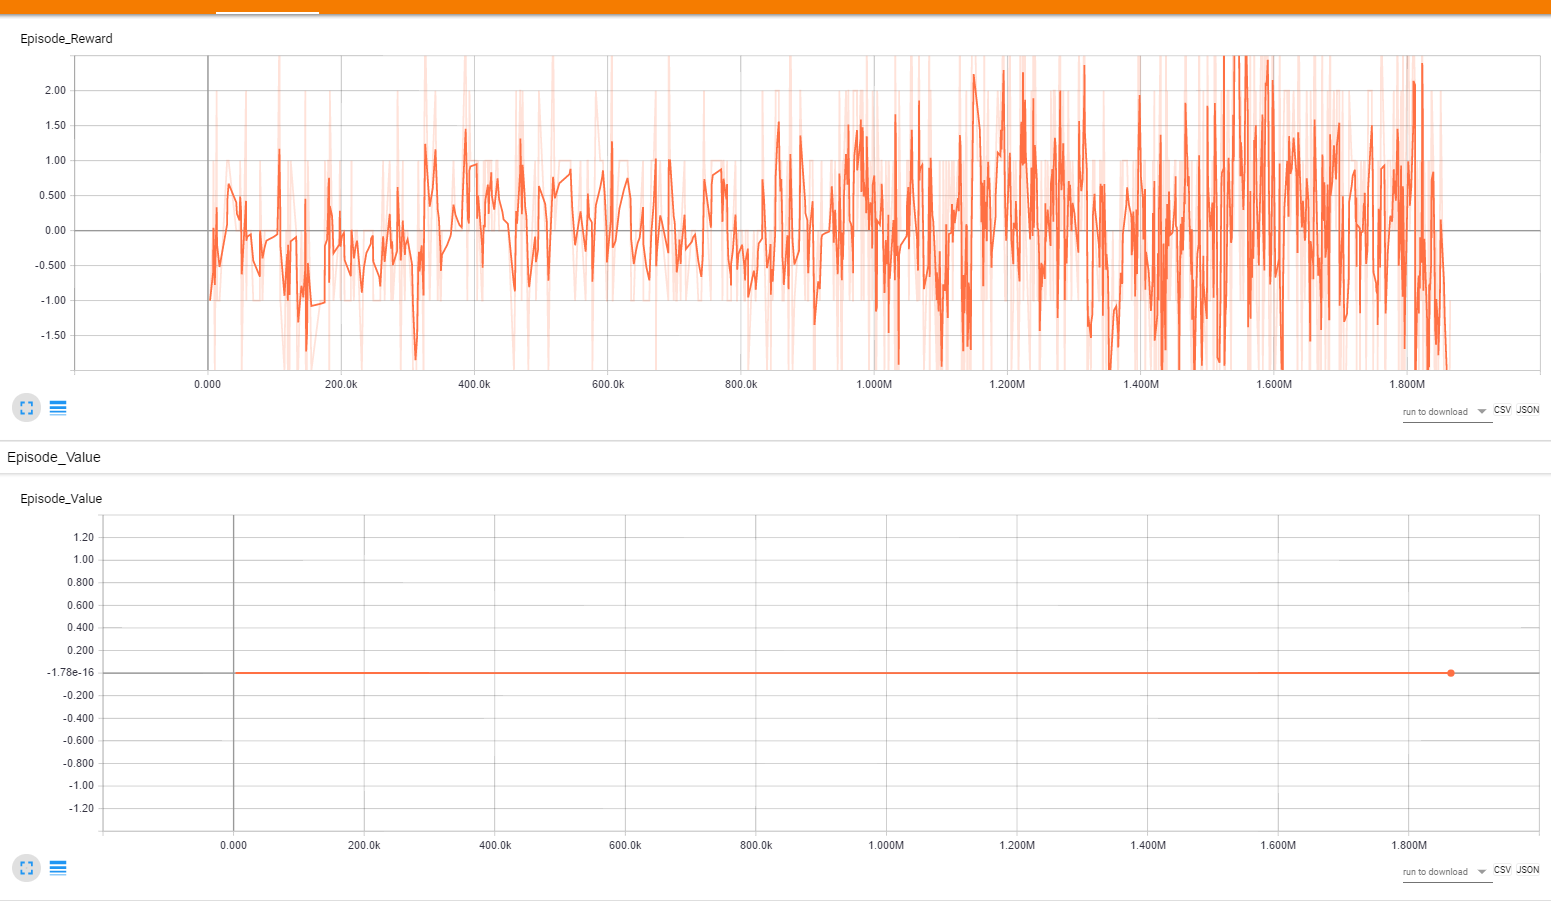 Episode_Reward
2.00
1.50
1.00
0.500
0.00
-0.500
-1.00
-1.50
0.000 200.0k 400.0k 600.0k 800.0k 1.000M 1.200M 1.400M 1.600M 1.800M
run to download CSV JSON
Episode_Value
Episode_Value
1.20
1.00
0.800
0.600
0.400
0.200
-1.78e-16
-0.200
-0.400
-0.600
-0.800
-1.00
-1.20
0.000 200.0k 400.0k 600.0k 800.0k 1.000M 1.200M 1.400M 1.600M 1.800M
run to download CSV JSON